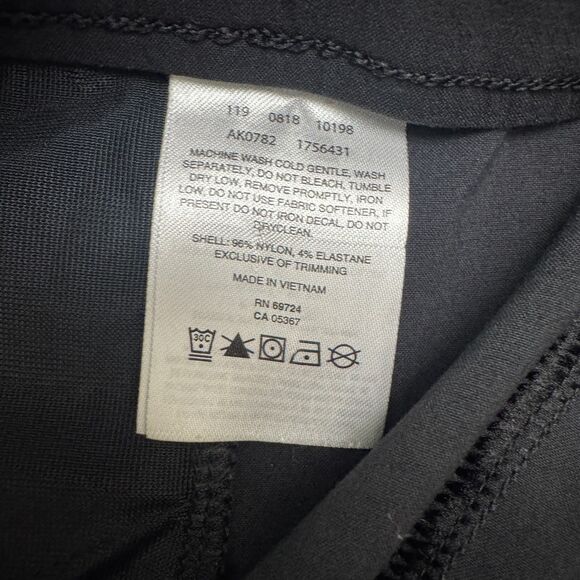 119 0818 10198
AK0782 1756431
MACHINE WASH COLD GENTLE, WASH
SEPARATELY, DO NOT BLEACH, TUMBLE
DRY LOW, REMOVE PROMPTLY, IRON
LOW, DO NOT USE FABRIC SOFTENER, IF
PRESENT DO NOT IRON DECAL, DO NOT
DRYCLEAN.
SHELL: 96% NYLON, 4% ELASTANE
EXCLUSIVE OF TRIMMING
MADE IN VIETNAM
RN 69724
CA 05367
30C